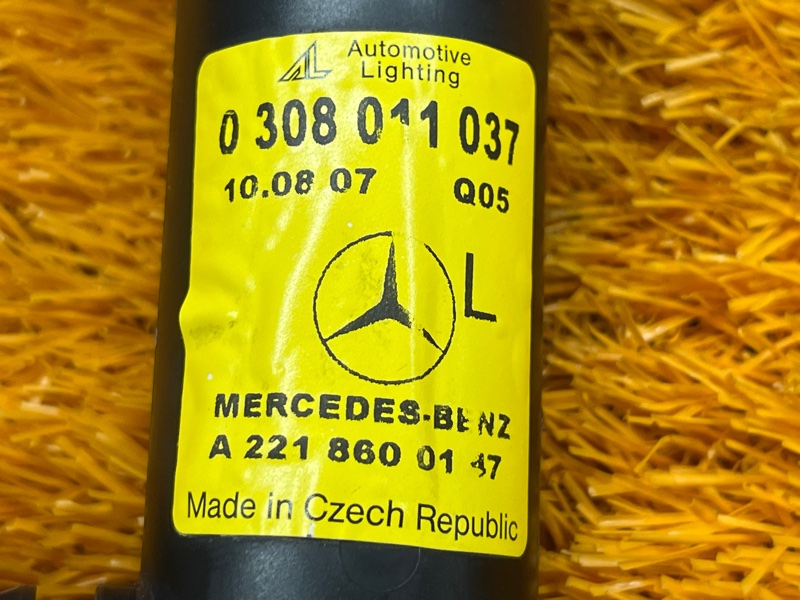 AL Automotive
Lighting
0 308 011 037
10.08 07 Q05
L
MERCEDES-BENZ
A 221 860 01 47
Made in Czech Republic